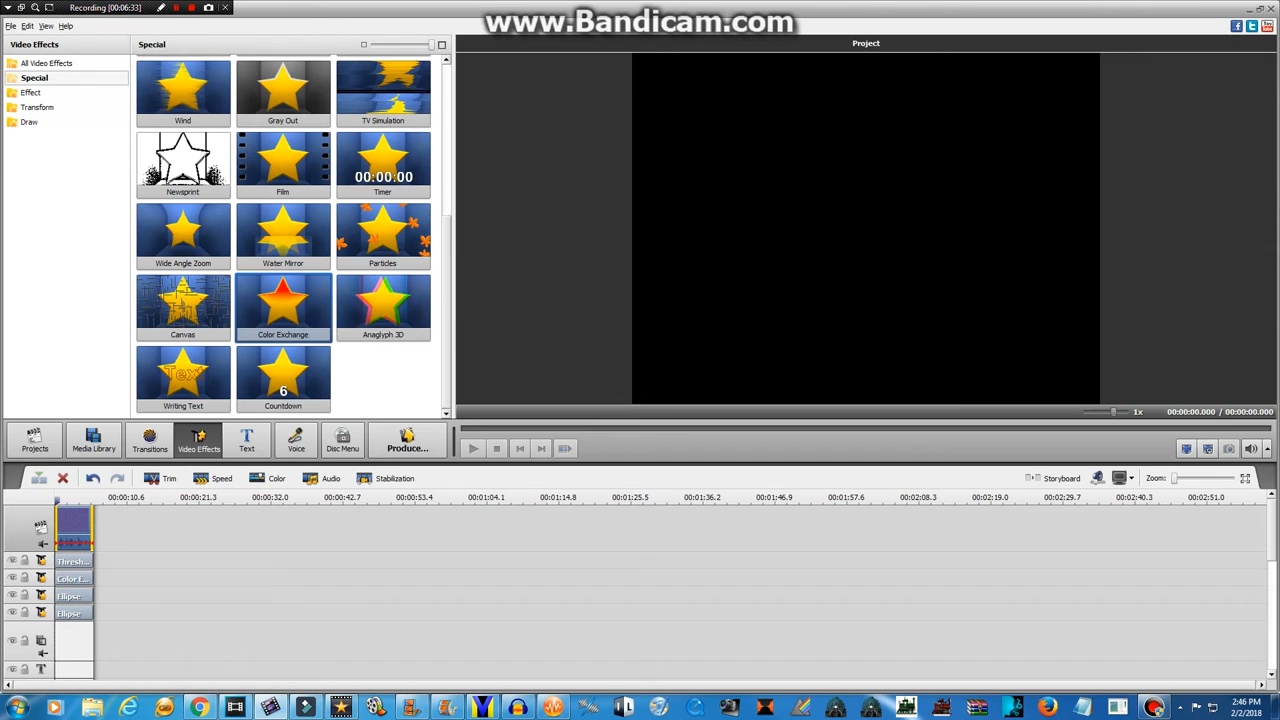 Recording [00:06:33]
www.Bandicam.com
File Edit View Help
Video Effects
Special
Project
All Video Effects
Special
Effect
Transform
Draw
Wind
Gray Out
TV Simulation
00:00:00
Newsprint
Film
Timer
Wide Angle Zoom
Water Mirror
Particles
Canvas
Color Exchange
Anaglyph 3D
Text
6
Writing Text
Countdown
1x
00:00:00.000 / 00:00:00.000
Projects
Media Library
Transitions
Video Effects
Text
Voice
Disc Menu
Produce...
Trim
Speed
Color
Audio
Stabilization
Storyboard
Zoom:
00:00:10.6 00:00:21.3 00:00:32.0 00:00:42.7 00:00:53.4 00:01:04.1 00:01:14.8 00:01:25.5 00:01:36.2 00:01:46.9 00:01:57.6 00:02:08.3 00:02:19.0 00:02:29.7 00:02:40.3 00:02:51.0
Thresh...
Color E...
Ellipse
Ellipse
T
2:46 PM
2/2/2018